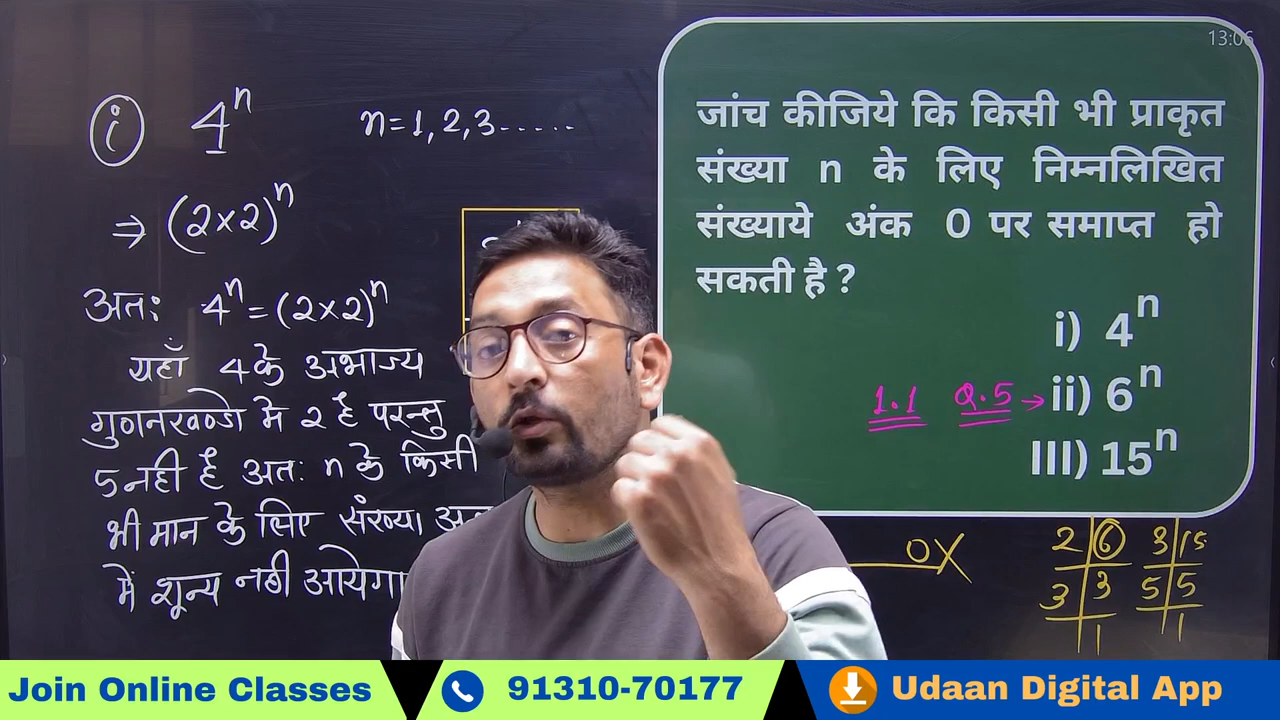 i 4ⁿ n=1,2,3......
⇒ (2×2)ⁿ
अतः 4ⁿ=(2×2)ⁿ
यहाँ 4 के अभाज्य
गुणनखण्डो में 2 है परन्तु
5 नही है अतः n के किसी
भी मान के लिए संख्या
में शून्य नही आयेगा
13:06
जांच कीजिये कि किसी भी प्राकृत
संख्या n के लिए निम्नलिखित
संख्याये अंक 0 पर समाप्त हो
सकती है ?
i) 4ⁿ
1.1 Q.5 → ii) 6ⁿ
III) 15ⁿ
0X
2 6 3 15
3 3 5 5
1 1
Join Online Classes
91310-70177
Udaan Digital App